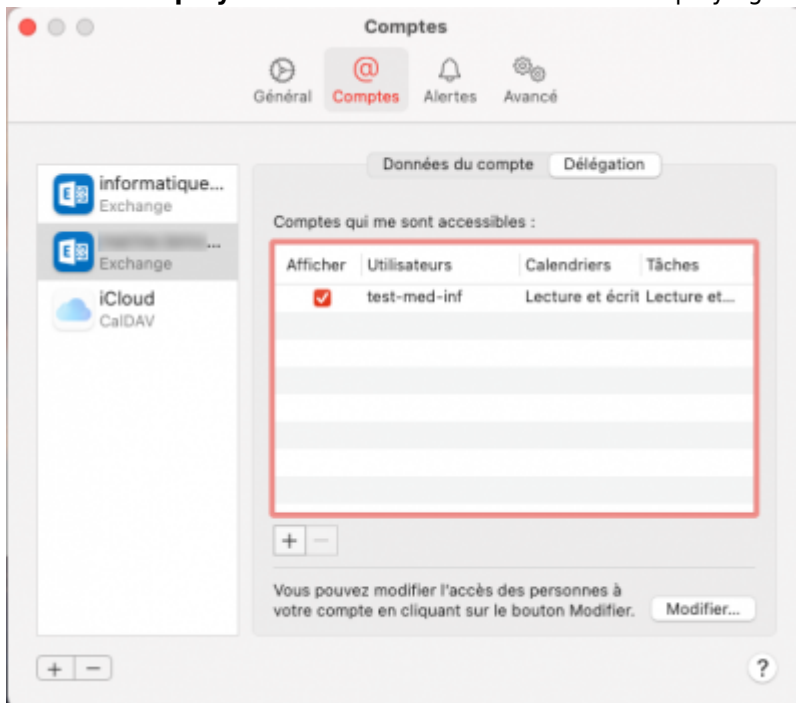 Comptes
Général Comptes Alertes Avancé
Données du compte Délégation
informatique...
Exchange
...
Exchange
iCloud
CalDAV
Comptes qui me sont accessibles :
Afficher Utilisateurs Calendriers Tâches
test-med-inf Lecture et écrit Lecture et...
+ −
Vous pouvez modifier l'accès des personnes à
votre compte en cliquant sur le bouton Modifier. Modifier...
+ − ?